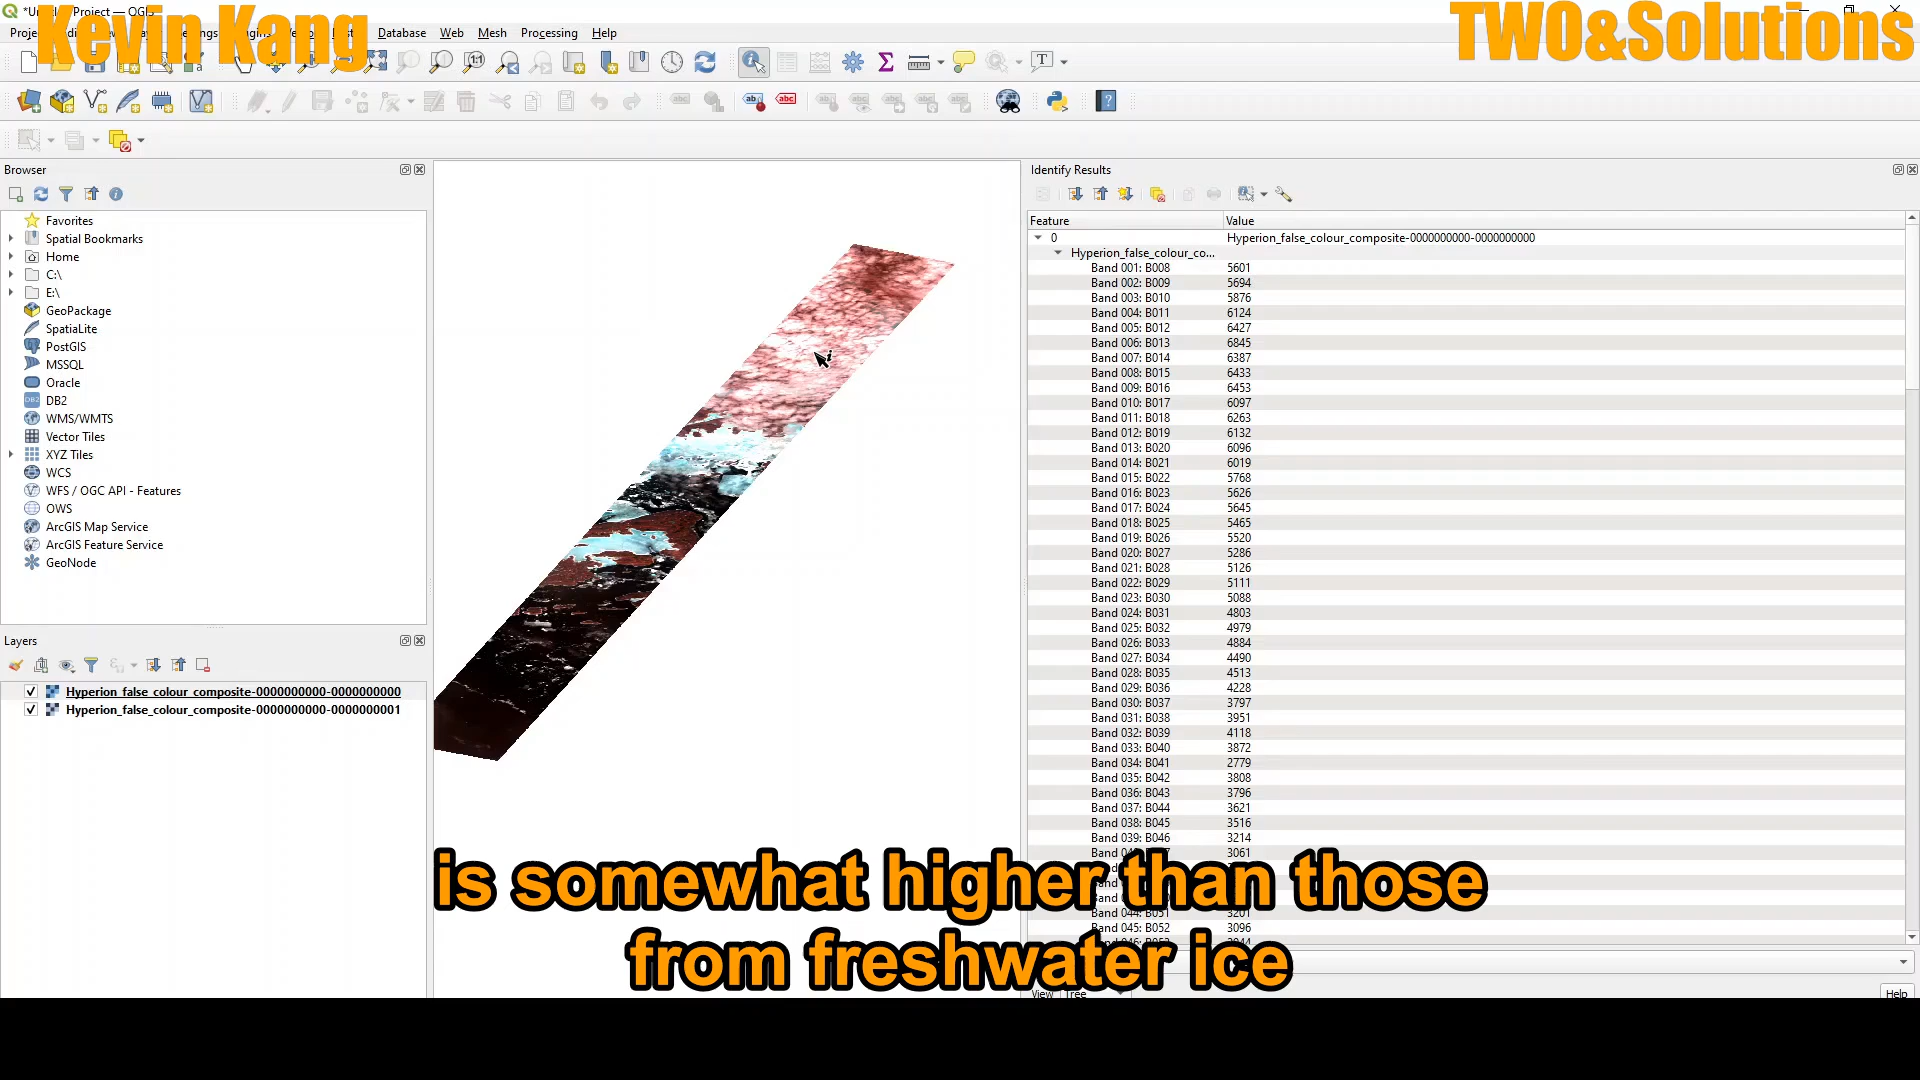 *Untitled Project — QGIS
Kevin Kang
TWO&Solutions
Database Web Mesh Processing Help
Browser
Favorites
Spatial Bookmarks
Home
C:\
E:\
GeoPackage
SpatiaLite
PostGIS
MSSQL
Oracle
DB2
WMS/WMTS
Vector Tiles
XYZ Tiles
WCS
WFS / OGC API - Features
OWS
ArcGIS Map Service
ArcGIS Feature Service
GeoNode
Layers
Hyperion_false_colour_composite-0000000000-0000000000
Hyperion_false_colour_composite-0000000000-0000000001
Identify Results
Feature Value
0 Hyperion_false_colour_composite-0000000000-0000000000
Hyperion_false_colour_co...
Band 001: B008 5601
Band 002: B009 5694
Band 003: B010 5876
Band 004: B011 6124
Band 005: B012 6427
Band 006: B013 6845
Band 007: B014 6387
Band 008: B015 6433
Band 009: B016 6453
Band 010: B017 6097
Band 011: B018 6263
Band 012: B019 6132
Band 013: B020 6096
Band 014: B021 6019
Band 015: B022 5768
Band 016: B023 5626
Band 017: B024 5645
Band 018: B025 5465
Band 019: B026 5520
Band 020: B027 5286
Band 021: B028 5126
Band 022: B029 5111
Band 023: B030 5088
Band 024: B031 4803
Band 025: B032 4979
Band 026: B033 4884
Band 027: B034 4490
Band 028: B035 4513
Band 029: B036 4228
Band 030: B037 3797
Band 031: B038 3951
Band 032: B039 4118
Band 033: B040 3872
Band 034: B041 2779
Band 035: B042 3808
Band 036: B043 3796
Band 037: B044 3621
Band 038: B045 3516
Band 039: B046 3214
3061
Band 044: B051 3201
Band 045: B052 3096
View Tree Help
is somewhat higher than those
from freshwater ice